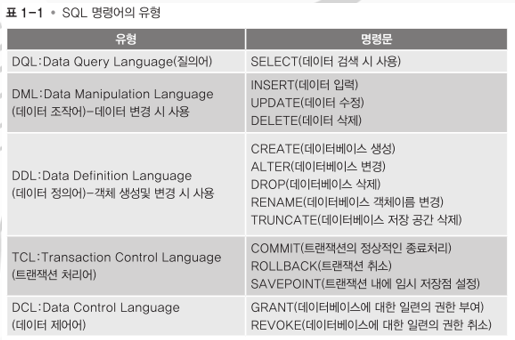 표 1-1 • SQL 명령어의 유형
유형
명령문
DQL:Data Query Language(질의어)
SELECT(데이터 검색 시 사용)
DML:Data Manipulation Language
(데이터 조작어)-데이터 변경 시 사용
INSERT(데이터 입력)
UPDATE(데이터 수정)
DELETE(데이터 삭제)
DDL:Data Definition Language
(데이터 정의어)-객체 생성및 변경 시 사용
CREATE(데이터베이스 생성)
ALTER(데이터베이스 변경)
DROP(데이터베이스 삭제)
RENAME(데이터베이스 객체이름 변경)
TRUNCATE(데이터베이스 저장 공간 삭제)
TCL:Transaction Control Language
(트랜잭션 처리어)
COMMIT(트랜잭션의 정상적인 종료처리)
ROLLBACK(트랜잭션 취소)
SAVEPOINT(트랜잭션 내에 임시 저장점 설정)
DCL:Data Control Language
(데이터 제어어)
GRANT(데이터베이스에 대한 일련의 권한 부여)
REVOKE(데이터베이스에 대한 일련의 권한 취소)